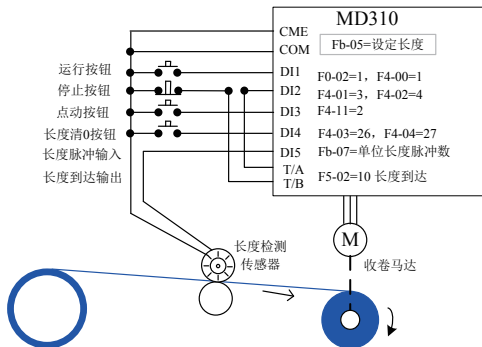 MD310
CME
COM
Fb-05=设定长度
运行按钮
DI1
F0-02=1，F4-00=1
停止按钮
DI2
F4-01=3，F4-02=4
点动按钮
DI3
F4-11=2
长度清0按钮
DI4
F4-03=26，F4-04=27
长度脉冲输入
DI5
Fb-07=单位长度脉冲数
长度到达输出
T/A
T/B
F5-02=10 长度到达
M
长度检测
传感器
收卷马达